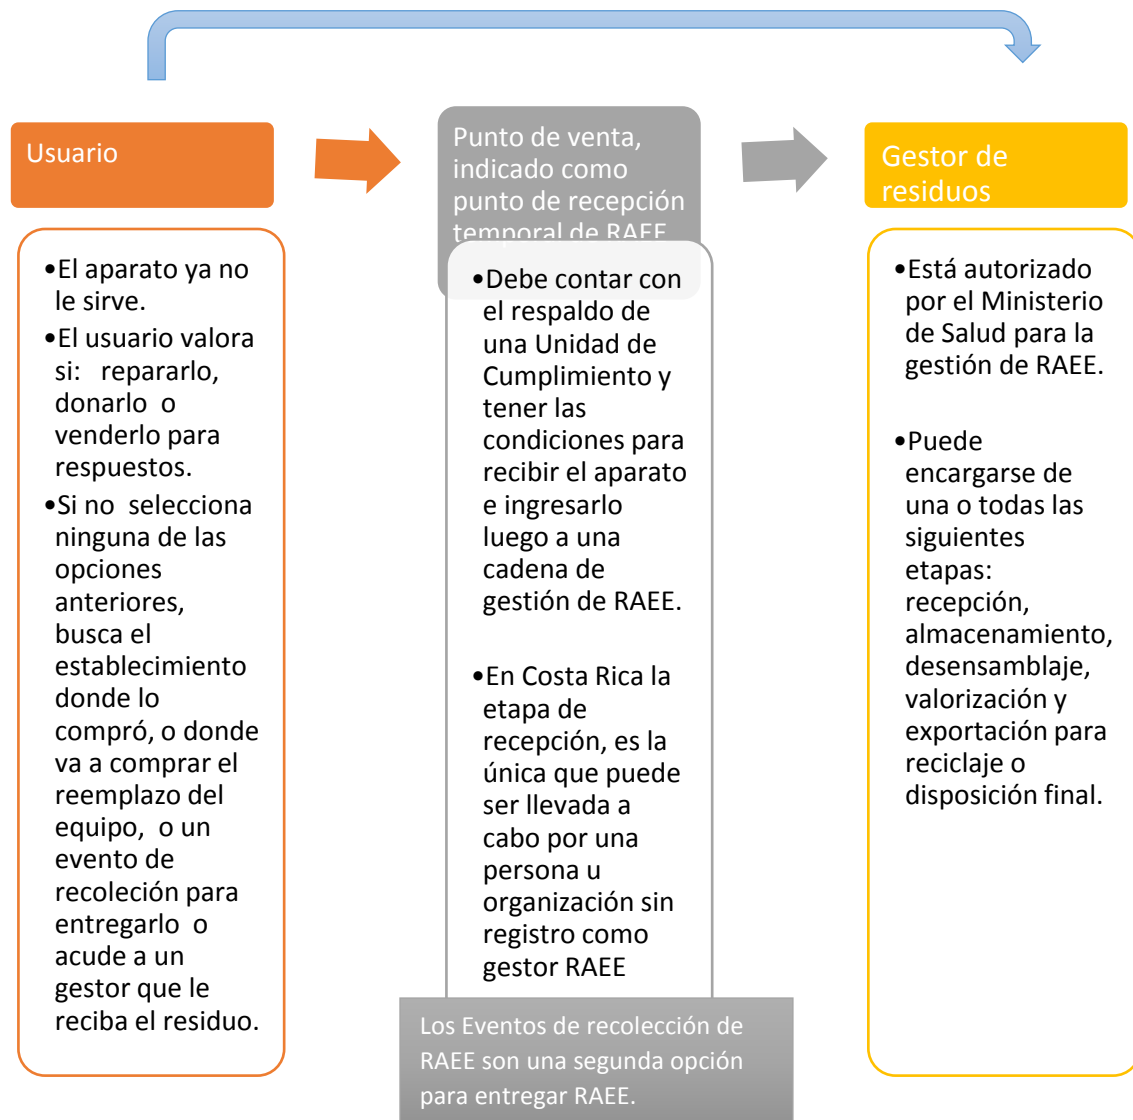 Usuario
•El aparato ya no
le sirve.
•El usuario valora
si: repararlo,
donarlo o
venderlo para
respuestos.
•Si no selecciona
ninguna de las
opciones
anteriores,
busca el
establecimiento
donde lo
compró, o donde
va a comprar el
reemplazo del
equipo, o un
evento de
recoleción para
entregarlo o
acude a un
gestor que le
reciba el residuo.
Punto de venta,
indicado como
punto de recepción
temporal de RAEE
•Debe contar con
el respaldo de
una Unidad de
Cumplimiento y
tener las
condiciones para
recibir el aparato
e ingresarlo
luego a una
cadena de
gestión de RAEE.
•En Costa Rica la
etapa de
recepción, es la
única que puede
ser llevada a
cabo por una
persona u
organización sin
registro como
gestor RAEE
Los Eventos de recolección de
RAEE son una segunda opción
para entregar RAEE.
Gestor de
residuos
•Está autorizado
por el Ministerio
de Salud para la
gestión de RAEE.
•Puede
encargarse de
una o todas las
siguientes
etapas:
recepción,
almacenamiento,
desensamblaje,
valorización y
exportación para
reciclaje o
disposición final.